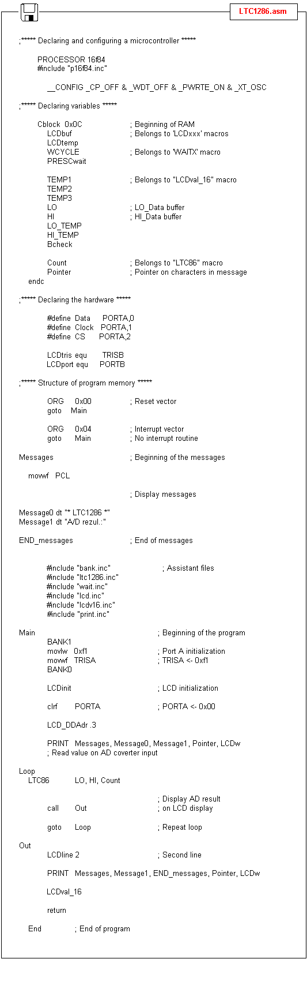 LTC1286.asm
;***** Declaring and configuring a microcontroller *****
PROCESSOR 16f84
#include "p16f84.inc"
__CONFIG _CP_OFF & _WDT_OFF & _PWRTE_ON & _XT_OSC
;***** Declaring variables *****
Cblock 0x0C ; Beginning of RAM
LCDbuf ; Belongs to 'LCDxxx' macros
LCDtemp
WCYCLE ; Belongs to 'WAITX' macro
PRESCwait
TEMP1 ; Belongs to "LCDval_16" macro
TEMP2
TEMP3
LO ; LO_Data buffer
HI ; HI_Data buffer
LO_TEMP
HI_TEMP
Bcheck
Count ; Belongs to "LTC86" macro
Pointer ; Pointer on characters in message
endc
;***** Declaring the hardware *****
#define Data PORTA,0
#define Clock PORTA,1
#define CS PORTA,2
LCDtris equ TRISB
LCDport equ PORTB
;***** Structure of program memory *****
ORG 0x00 ; Reset vector
goto Main
ORG 0x04 ; Interrupt vector
goto Main ; No interrupt routine
Messages ; Beginning of the messages
movwf PCL
; Display messages
Message0 dt "* LTC1286 *"
Message1 dt "A/D rezul.:"
END_messages ; End of messages
#include "bank.inc" ; Assistant files
#include "ltc1286.inc"
#include "wait.inc"
#include "lcd.inc"
#include "lcdv16.inc"
#include "print.inc"
Main ; Beginning of the program
BANK1
movlw 0xf1 ; Port A initialization
movwf TRISA ; TRISA <- 0xf1
BANK0
LCDinit ; LCD initialization
clrf PORTA ; PORTA <- 0x00
LCD_DDAdr .3
PRINT Messages, Message0, Message1, Pointer, LCDw
; Read value on AD coverter input
Loop
LTC86 LO, HI, Count
; Display AD result
call Out ; on LCD display
goto Loop ; Repeat loop
Out
LCDline 2 ; Second line
PRINT Messages, Message1, END_messages, Pointer, LCDw
LCDval_16
return
End ; End of program